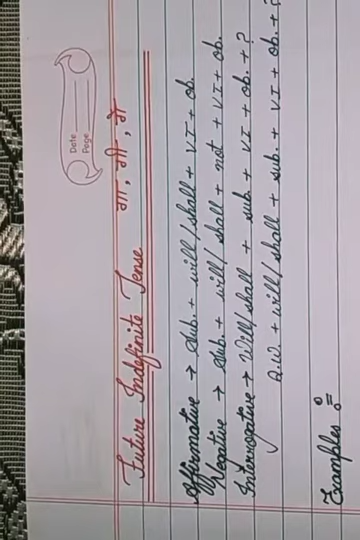 Date
Page
Future Indefinite Tense गा, गी, गे
Affirmative → Sub. + will/shall + VI + ob.
Negative → Sub. + will/shall + not + VI + ob.
Interrogative → Will/shall + sub. + VI + ob. + ?
Q.W. + will/shall + sub. + VI + ob. + ?
Examples :=